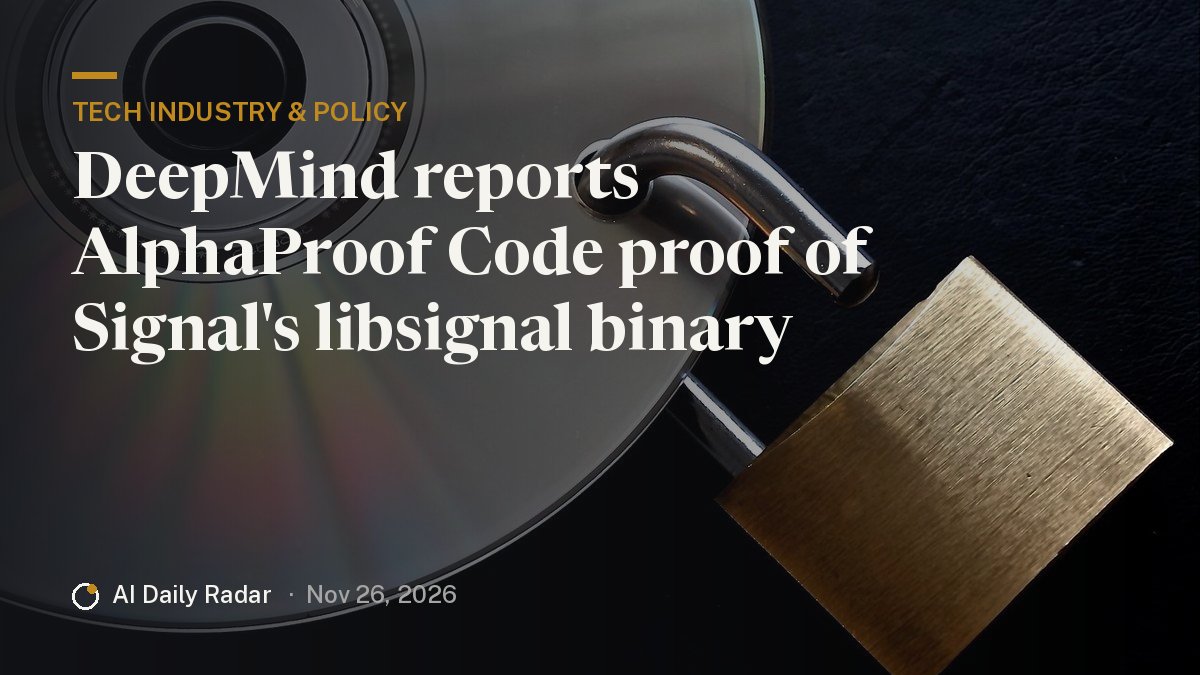 TECH INDUSTRY & POLICY
DeepMind reports
AlphaProof Code proof of
Signal's libsignal binary
AI Daily Radar · Nov 26, 2026